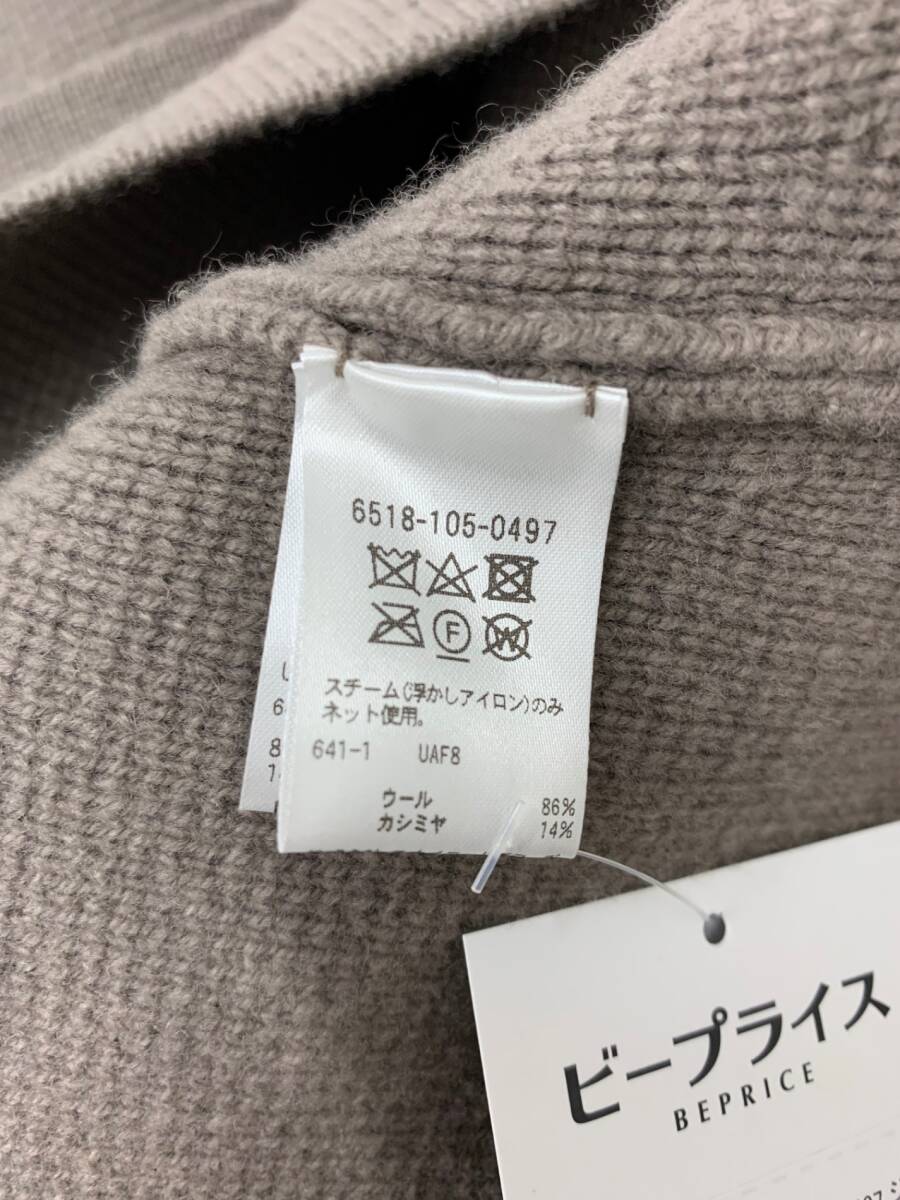 6518-105-0497
F W
スチーム(浮かしアイロン)のみ
ネット使用。
641-1 UAF8
ウール 86%
カシミヤ 14%
ビープライス
BEPRICE